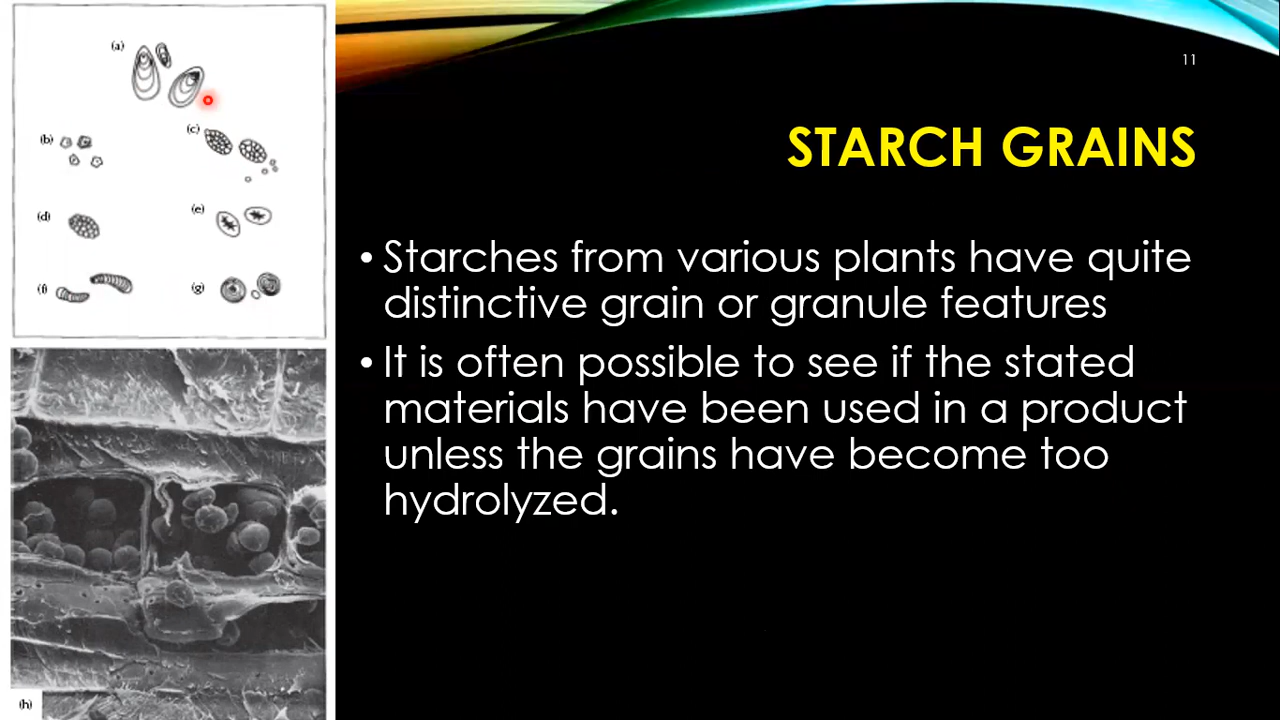 11
STARCH GRAINS
• Starches from various plants have quite
distinctive grain or granule features
• It is often possible to see if the stated
materials have been used in a product
unless the grains have become too
hydrolyzed.
(a)
(b)
(c)
(d)
(e)
(f)
(g)
(h)